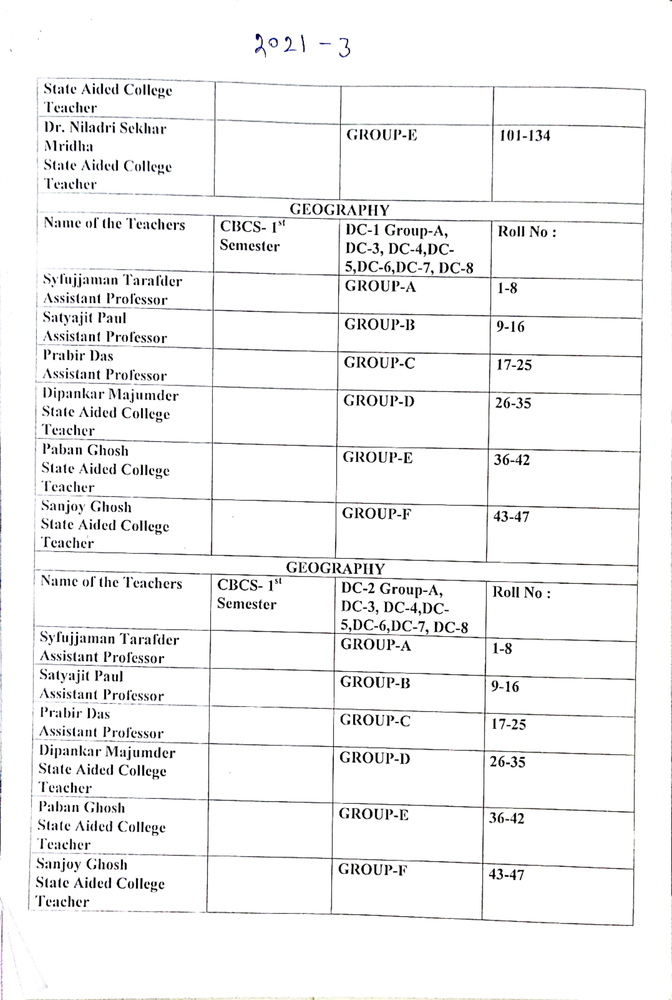 2021 - 3
State Aided College
Teacher
Dr. Niladri Sekhar
Mridha
State Aided College
Teacher
GROUP-E
101-134
GEOGRAPHY
Name of the Teachers
CBCS- 1st
Semester
DC-1 Group-A,
DC-3, DC-4,DC-
5,DC-6,DC-7, DC-8
Roll No :
Syfujjaman Tarafder
Assistant Professor
GROUP-A
1-8
Satyajit Paul
Assistant Professor
GROUP-B
9-16
Prabir Das
Assistant Professor
GROUP-C
17-25
Dipankar Majumder
State Aided College
Teacher
GROUP-D
26-35
Paban Ghosh
State Aided College
Teacher
GROUP-E
36-42
Sanjoy Ghosh
State Aided College
Teacher
GROUP-F
43-47
GEOGRAPHY
Name of the Teachers
CBCS- 1st
Semester
DC-2 Group-A,
DC-3, DC-4,DC-
5,DC-6,DC-7, DC-8
Roll No :
Syfujjaman Tarafder
Assistant Professor
GROUP-A
1-8
Satyajit Paul
Assistant Professor
GROUP-B
9-16
Prabir Das
Assistant Professor
GROUP-C
17-25
Dipankar Majumder
State Aided College
Teacher
GROUP-D
26-35
Paban Ghosh
State Aided College
Teacher
GROUP-E
36-42
Sanjoy Ghosh
State Aided College
Teacher
GROUP-F
43-47